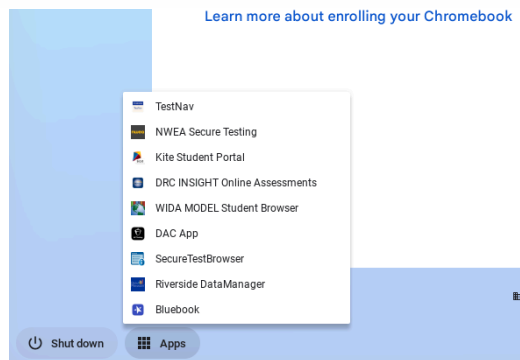 Learn more about enrolling your Chromebook
TestNav
NWEA Secure Testing
Kite Student Portal
DRC INSIGHT Online Assessments
WIDA MODEL Student Browser
DAC App
SecureTestBrowser
Riverside DataManager
Bluebook
Shut down
Apps